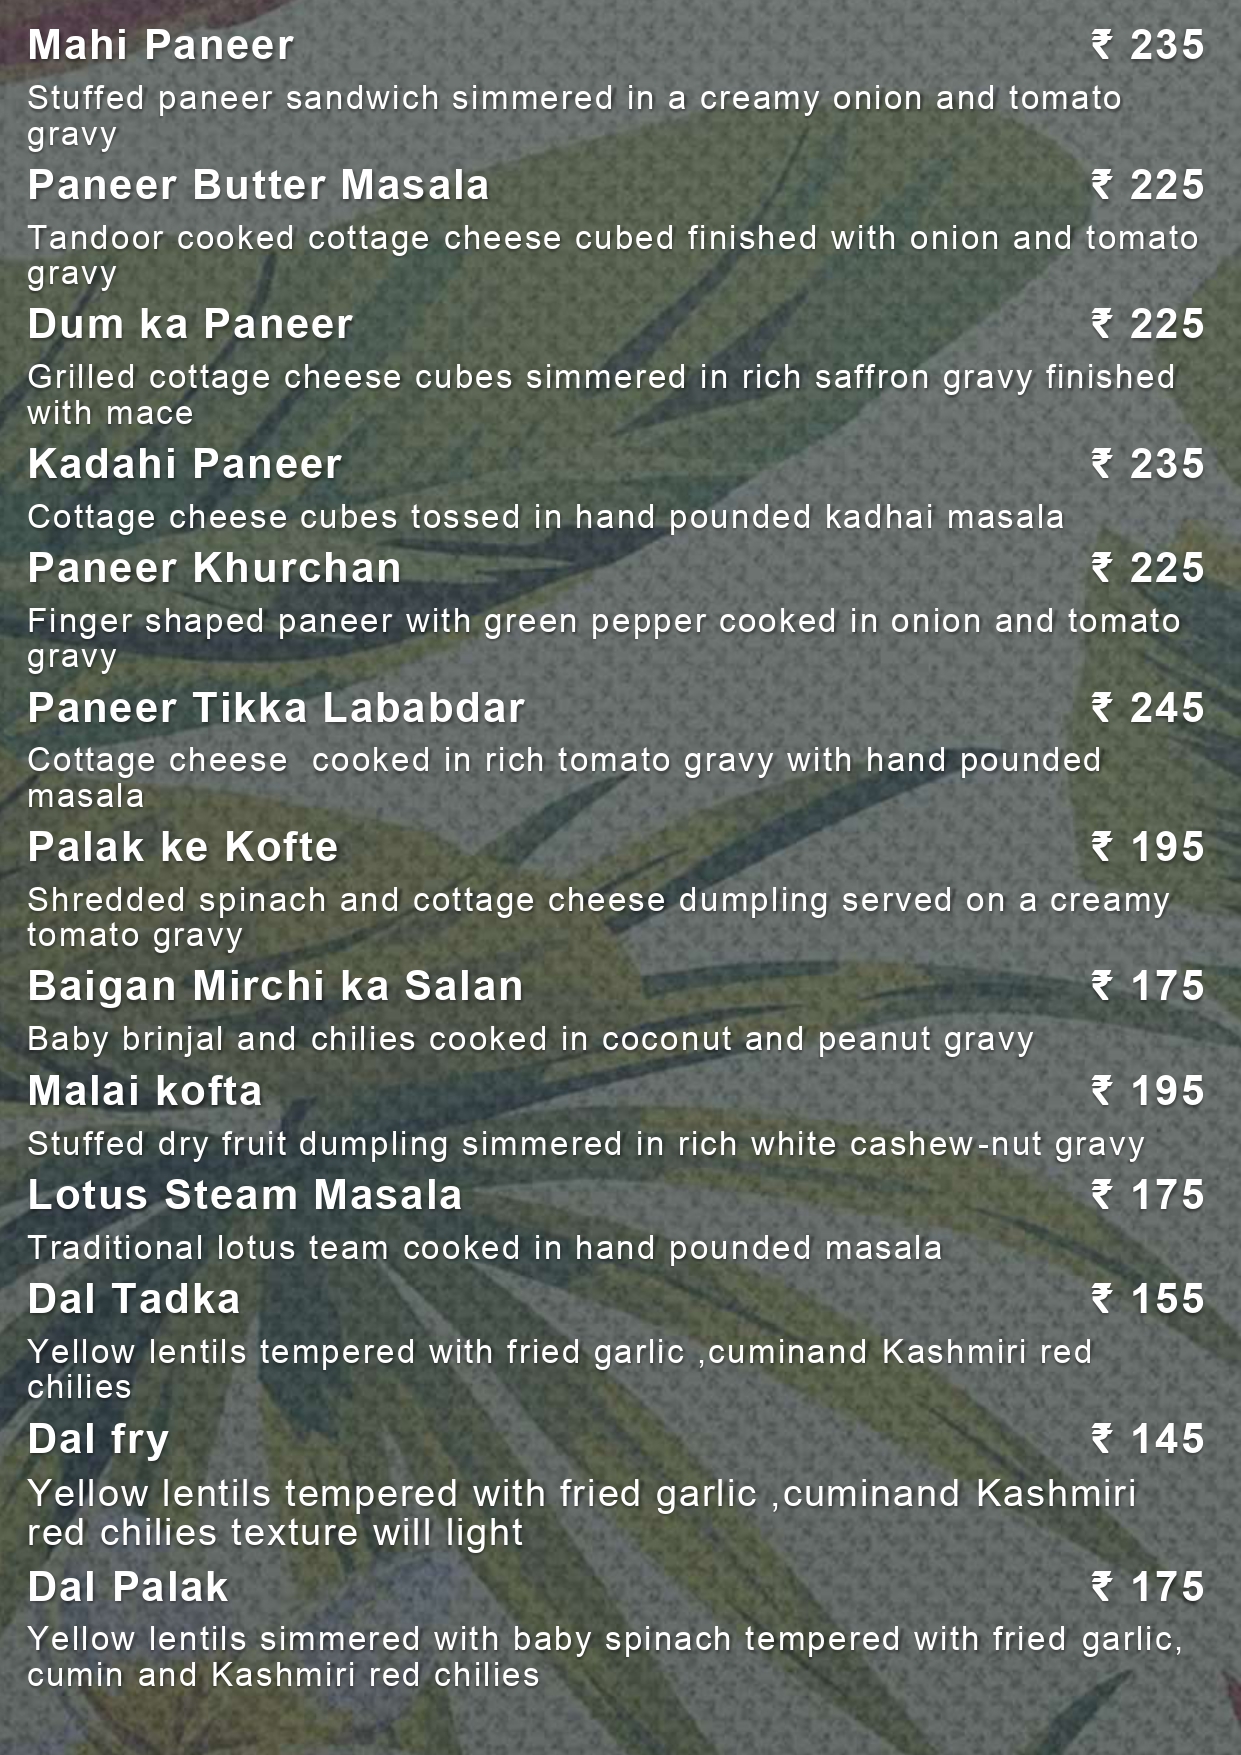 Mahi Paneer ₹ 235
Stuffed paneer sandwich simmered in a creamy onion and tomato
gravy
Paneer Butter Masala ₹ 225
Tandoor cooked cottage cheese cubed finished with onion and tomato
gravy
Dum ka Paneer ₹ 225
Grilled cottage cheese cubes simmered in rich saffron gravy finished
with mace
Kadahi Paneer ₹ 235
Cottage cheese cubes tossed in hand pounded kadhai masala
Paneer Khurchan ₹ 225
Finger shaped paneer with green pepper cooked in onion and tomato
gravy
Paneer Tikka Lababdar ₹ 245
Cottage cheese  cooked in rich tomato gravy with hand pounded
masala
Palak ke Kofte ₹ 195
Shredded spinach and cottage cheese dumpling served on a creamy
tomato gravy
Baigan Mirchi ka Salan ₹ 175
Baby brinjal and chilies cooked in coconut and peanut gravy
Malai kofta ₹ 195
Stuffed dry fruit dumpling simmered in rich white cashew-nut gravy
Lotus Steam Masala ₹ 175
Traditional lotus team cooked in hand pounded masala
Dal Tadka ₹ 155
Yellow lentils tempered with fried garlic ,cuminand Kashmiri red
chilies
Dal fry ₹ 145
Yellow lentils tempered with fried garlic ,cuminand Kashmiri
red chilies texture will light
Dal Palak ₹ 175
Yellow lentils simmered with baby spinach tempered with fried garlic,
cumin and Kashmiri red chilies